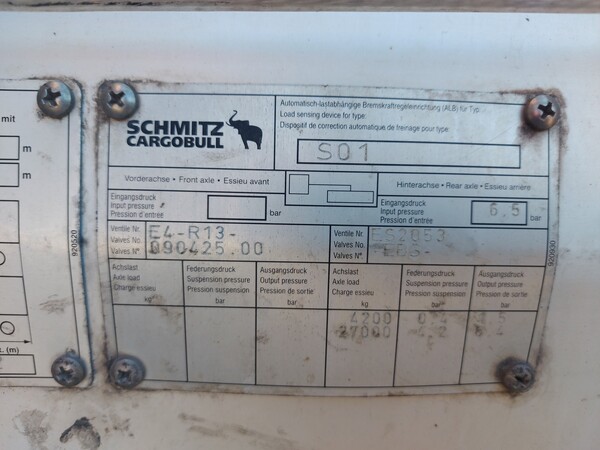 mit
m
m
920520
L. (m)
SCHMITZ
CARGOBULL
Automatisch-lastabhängige Bremskraftregeleinrichtung (ALB) für Typ:
Load sensing device for type:
Dispositif de correction automatique de freinage pour type:
S01
Vorderachse • Front axle • Essieu avant
Hinterachse • Rear axle • Essieu arrière
Eingangsdruck
Input pressure
Pression d'entrée
bar
Eingangsdruck
Input pressure
Pression d'entrée
6.5
bar
Ventile Nr.
Valves No.
Valves N°
E4-R13-
090425.00
Ventile Nr.
Valves No.
Valves N°
ES2053
Achslast
Axle load
Charge essieu
kg
Federungsdruck
Suspension pressure
Pression suspension
bar
Ausgangsdruck
Output pressure
Pression de sortie
bar
Achslast
Axle load
Charge essieu
kg
Federungsdruck
Suspension pressure
Pression suspension
bar
Ausgangsdruck
Output pressure
Pression de sortie
bar
4200
27000